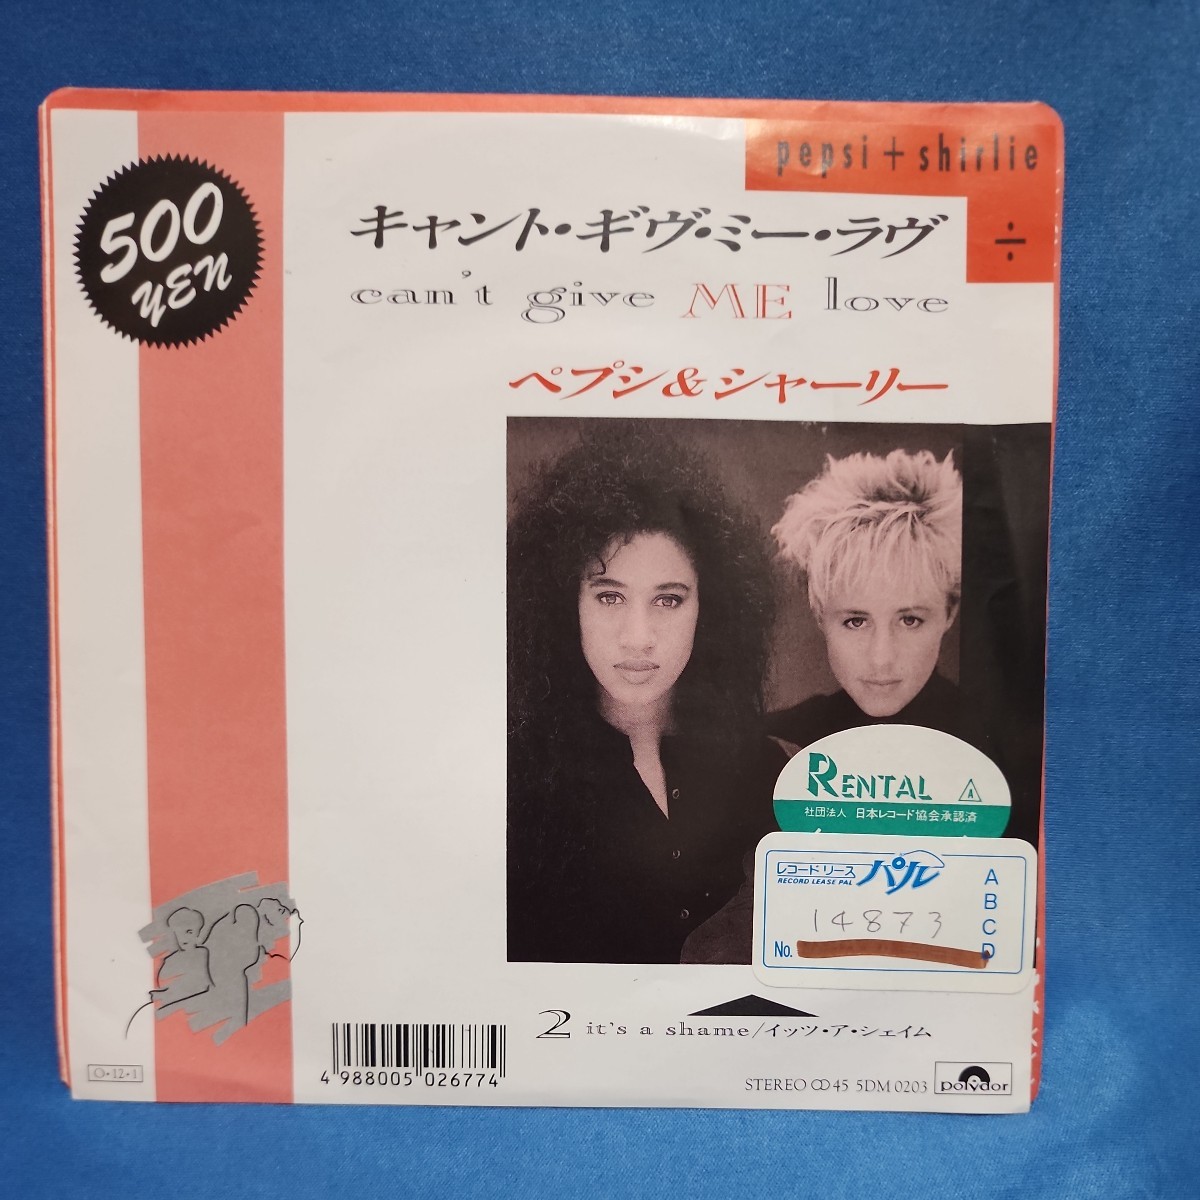 pepsi + shirlie
÷
500
YEN
キャント・ギヴ・ミー・ラヴ
can't give ME love
ペプシ&シャーリー
RENTAL A
社団法人 日本レコード協会承認済
レコードリース パル
RECORD LEASE PAL
A
B
C
D
14873
No.
2 it's a shame/イッツ・ア・シェイム
O・12・1
4 988005 026774
STEREO 45 5DM 0203 polydor